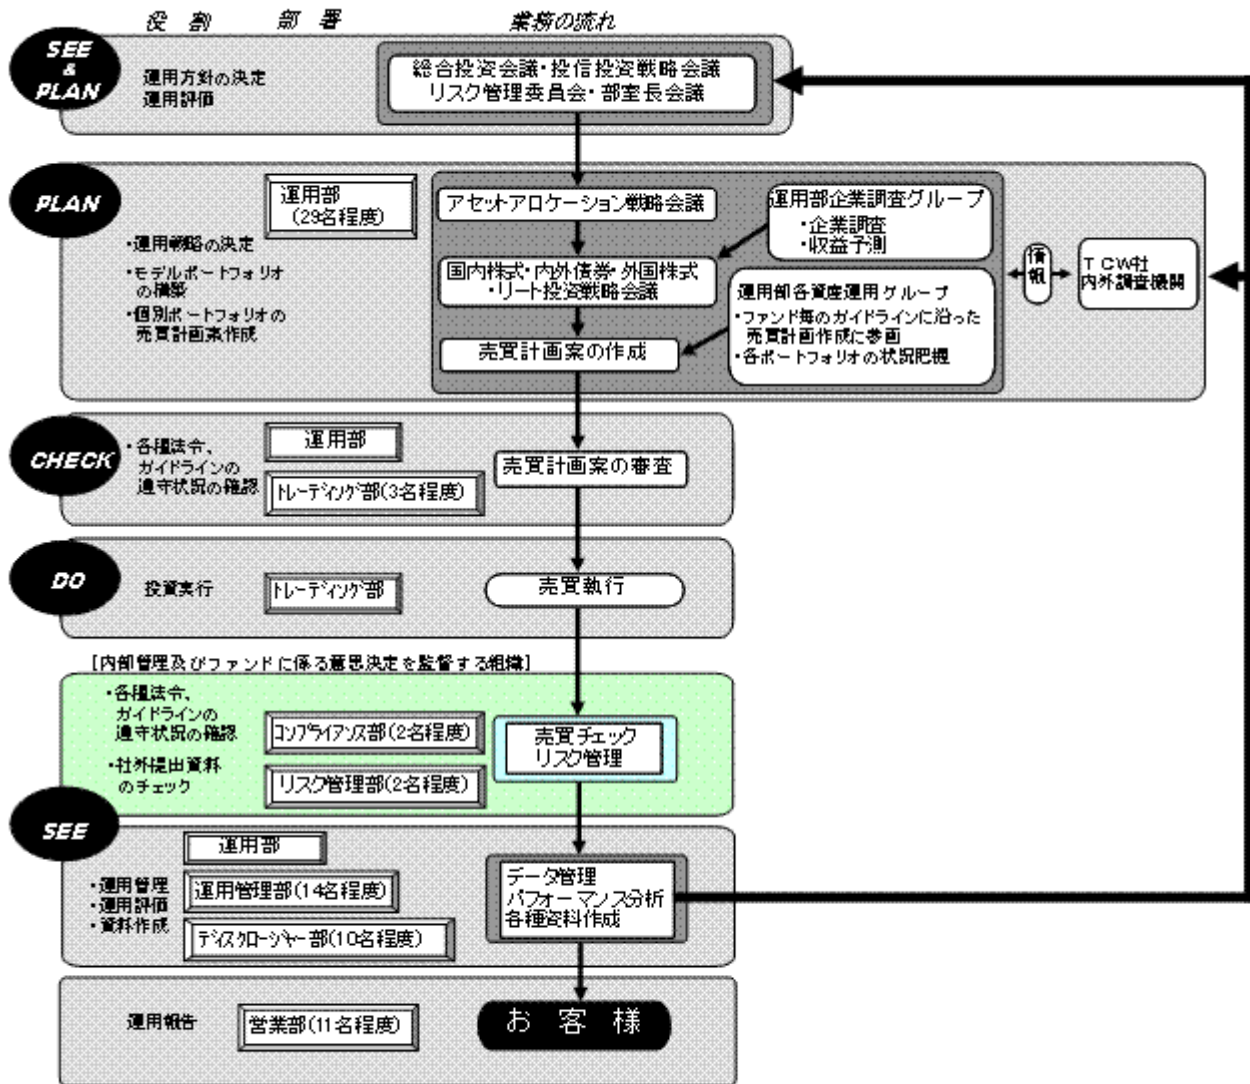 役 割 部 署 業務の流れ
SEE
&
PLAN
運用方針の決定
運用評価
総合投資会議・投信投資戦略会議
リスク管理委員会・部室長会議
PLAN
運用部
(29名程度)
・運用戦略の決定
・モデルポートフォリオ
の構築
・個別ポートフォリオの
売買計画案作成
アセットアロケーション戦略会議
国内株式・内外債券・外国株式
・リート投資戦略会議
売買計画案の作成
運用部企業調査グループ
・企業調査
・収益予測
運用部各資産運用グループ
・ファンド毎のガイドラインに沿った
売買計画作成に参画
・各ポートフォリオの状況把握
情報
TCW社
内外調査機関
CHECK
・各種法令、
ガイドラインの
遵守状況の確認
運用部
トレーディング部(3名程度)
売買計画案の審査
DO
投資実行
トレーディング部
売買執行
[内部管理及びファンドに係る意思決定を監督する組織]
・各種法令、
ガイドラインの
遵守状況の確認
・社外提出資料
のチェック
コンプライアンス部(2名程度)
リスク管理部(2名程度)
売買チェック
リスク管理
SEE
運用部
・運用管理
・運用評価
・資料作成
運用管理部(14名程度)
ディスクロージャー部(10名程度)
データ管理
パフォーマンス分析
各種資料作成
運用報告
営業部(11名程度)
お 客 様